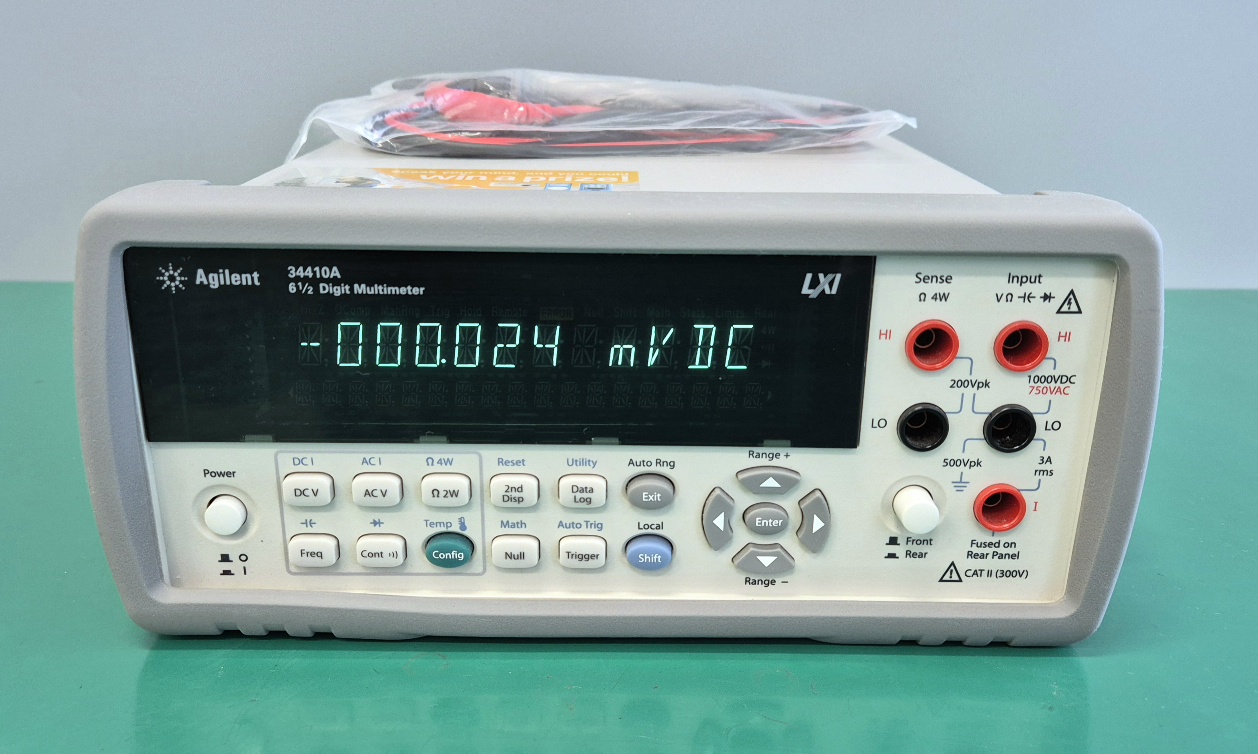 win a prize!
Agilent
34410A
6½ Digit Multimeter
LXI
-000.024 mVDC
Power
O
I
DC I
AC I
Ω 4W
Reset
Utility
Auto Rng
DC V
AC V
Ω 2W
2nd
Disp
Data
Log
Exit
Temp
Math
Auto Trig
Local
Freq
Cont
Config
Null
Trigger
Shift
Range +
Enter
Range −
Sense
Ω 4W
Input
V Ω
HI
HI
200Vpk
1000VDC
750VAC
LO
LO
500Vpk
3A
rms
I
Front
Rear
Fused on
Rear Panel
CAT II (300V)